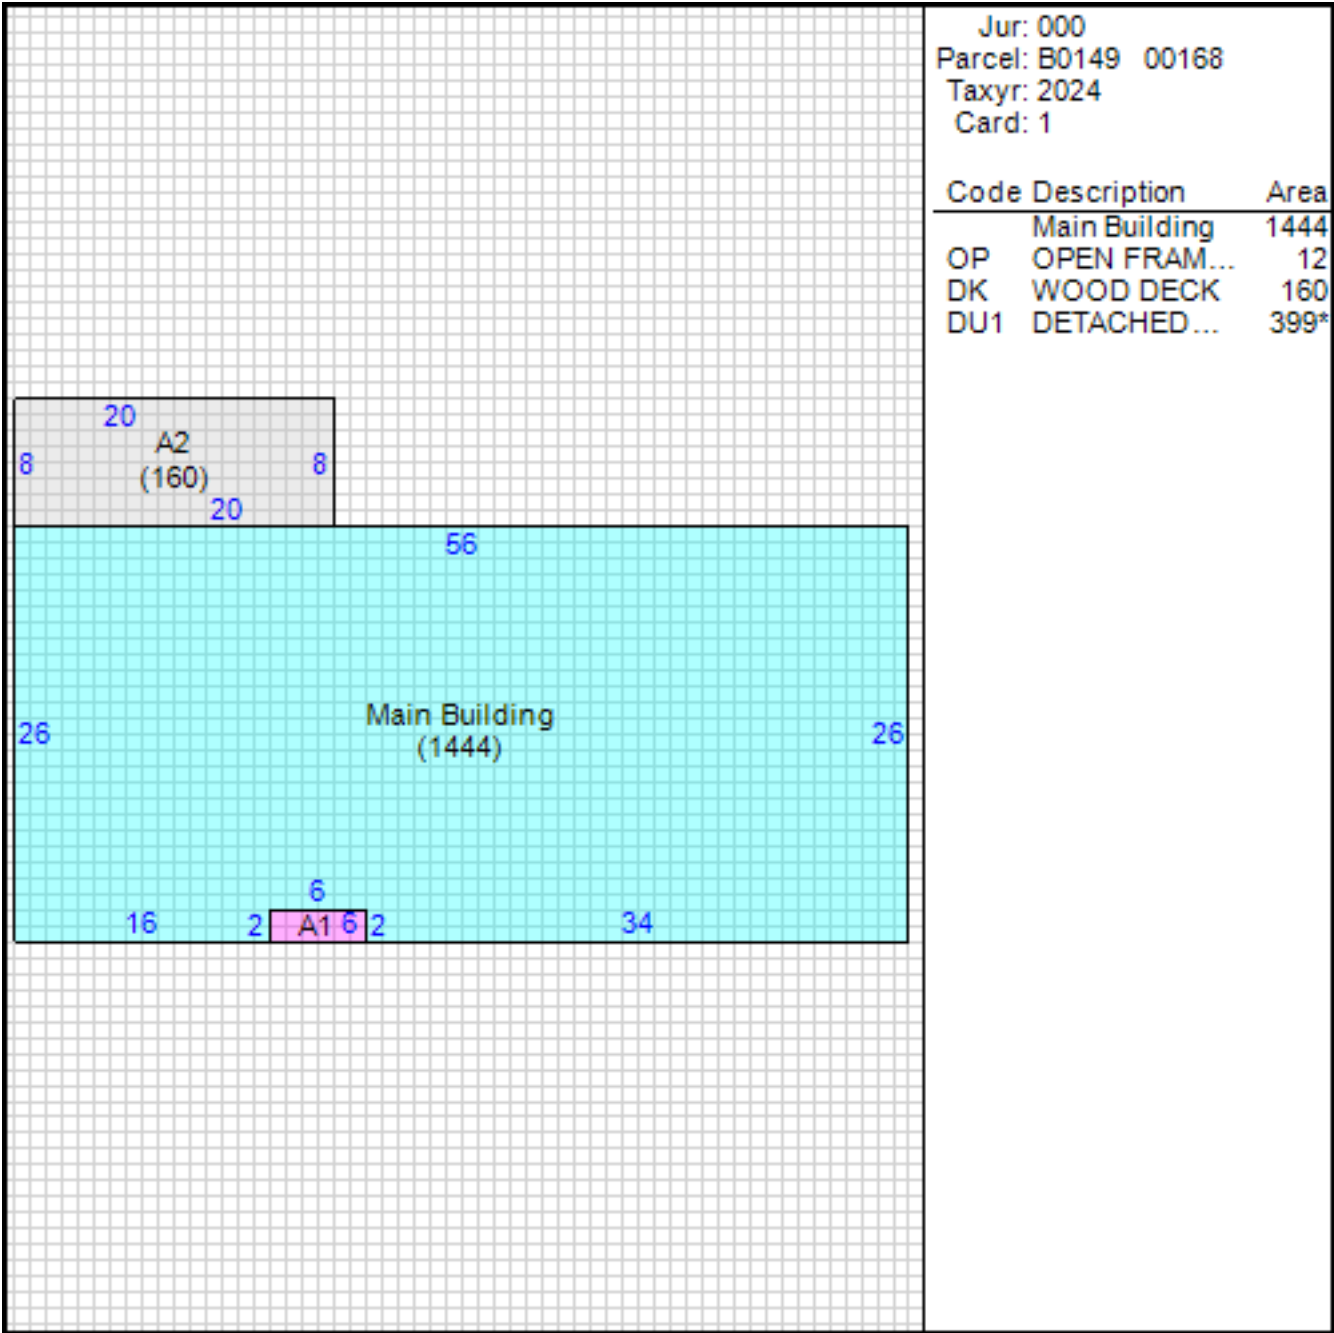 Jur: 000
Parcel: B0149 00168
Taxyr: 2024
Card: 1
Code Description Area
Main Building 1444
OP OPEN FRAM... 12
DK WOOD DECK 160
DU1 DETACHED... 399*
20
A2
8 8
(160)
20
56
Main Building
26 26
(1444)
6
16 2 A1 6 2 34